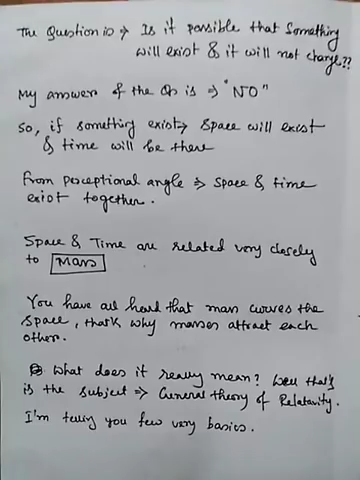 The Question is → Is it possible that Something
will exist & it will not change??
My answer of the Qs is ⇒ "NO"
So, if something exist → Space will exist
& time will be there
From perceptional angle ⇒ space & time
exist together.
Space & Time are related very closely
to Mass
You have all heard that mass curves the
Space, that's why masses attract each
other.
What does it really mean? Well that's
is the subject ⇒ General theory of Relatavity.
I'm telling you few very basics.